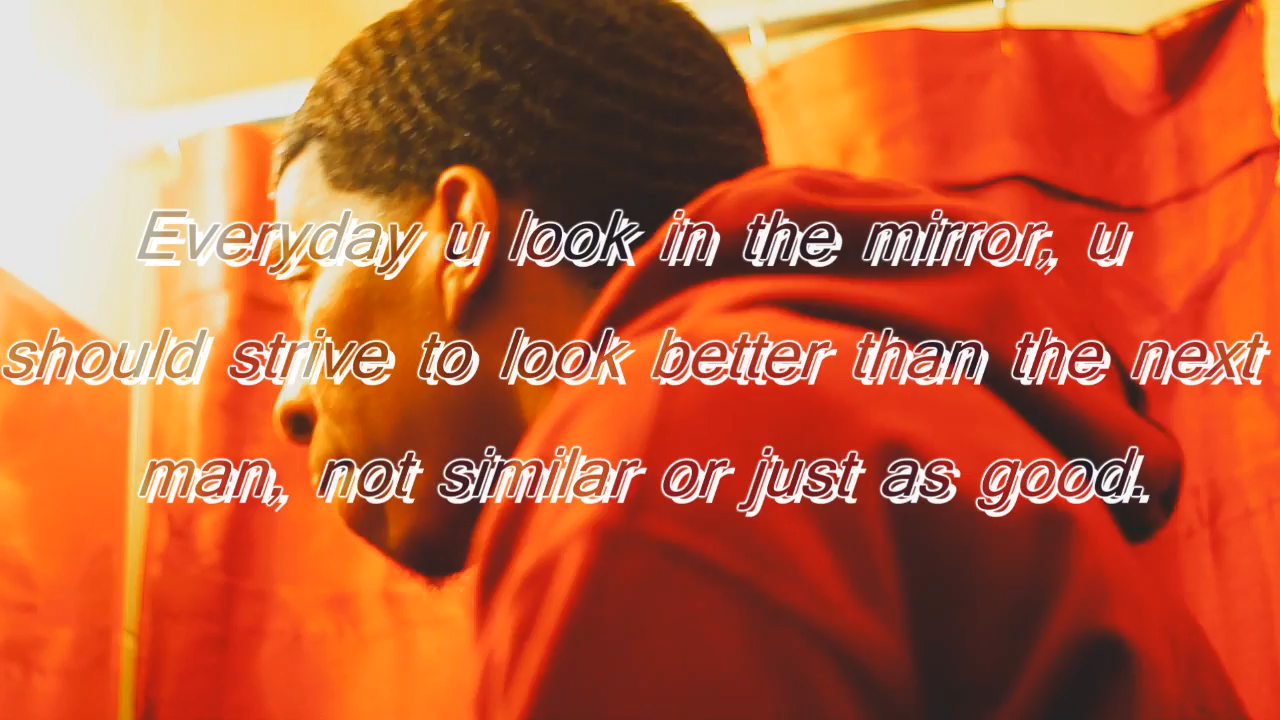 Everyday u look in the mirror, u
should strive to look better than the next
man, not similar or just as good.